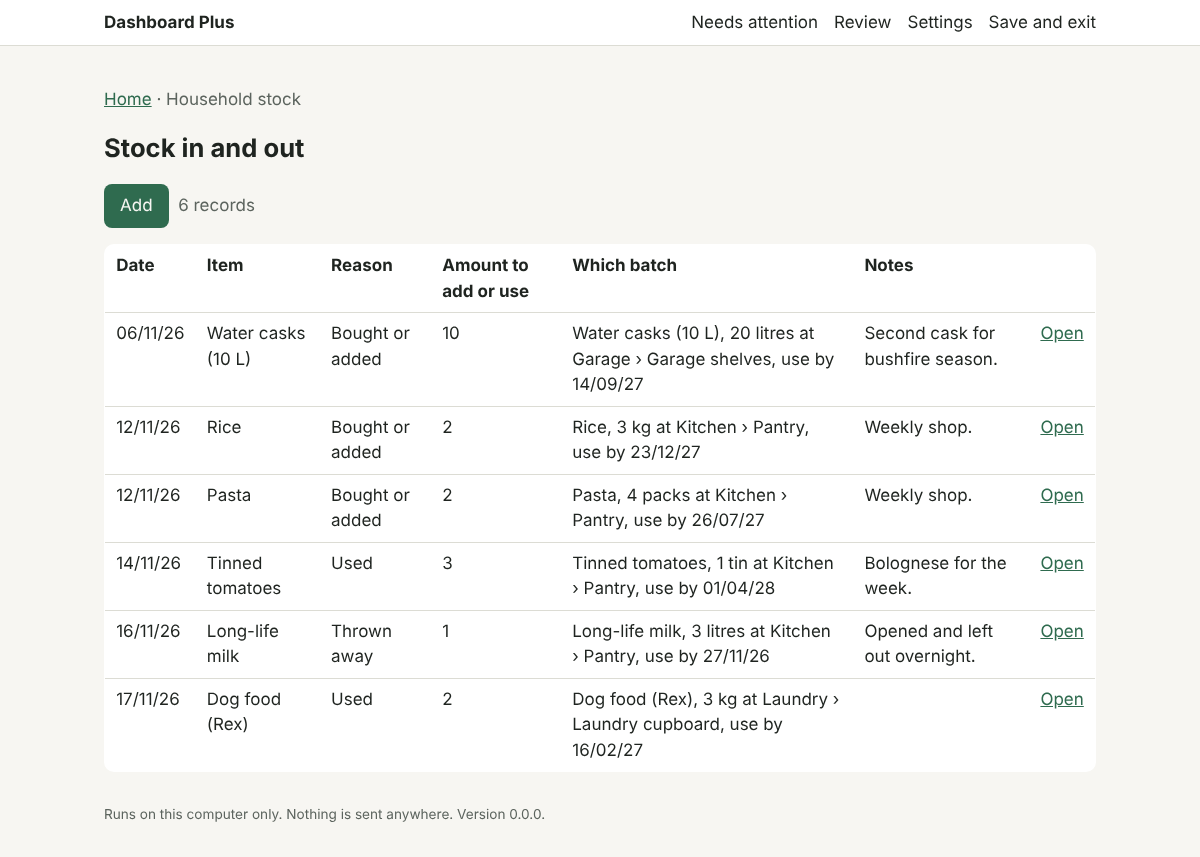 Dashboard Plus
Needs attention Review Settings Save and exit
Home · Household stock
Stock in and out
Add 6 records
Date Item Reason Amount to add or use Which batch Notes
06/11/26 Water casks (10 L) Bought or added 10 Water casks (10 L), 20 litres at Garage › Garage shelves, use by 14/09/27 Second cask for bushfire season. Open
12/11/26 Rice Bought or added 2 Rice, 3 kg at Kitchen › Pantry, use by 23/12/27 Weekly shop. Open
12/11/26 Pasta Bought or added 2 Pasta, 4 packs at Kitchen › Pantry, use by 26/07/27 Weekly shop. Open
14/11/26 Tinned tomatoes Used 3 Tinned tomatoes, 1 tin at Kitchen › Pantry, use by 01/04/28 Bolognese for the week. Open
16/11/26 Long-life milk Thrown away 1 Long-life milk, 3 litres at Kitchen › Pantry, use by 27/11/26 Opened and left out overnight. Open
17/11/26 Dog food (Rex) Used 2 Dog food (Rex), 3 kg at Laundry › Laundry cupboard, use by 16/02/27 Open
Runs on this computer only. Nothing is sent anywhere. Version 0.0.0.